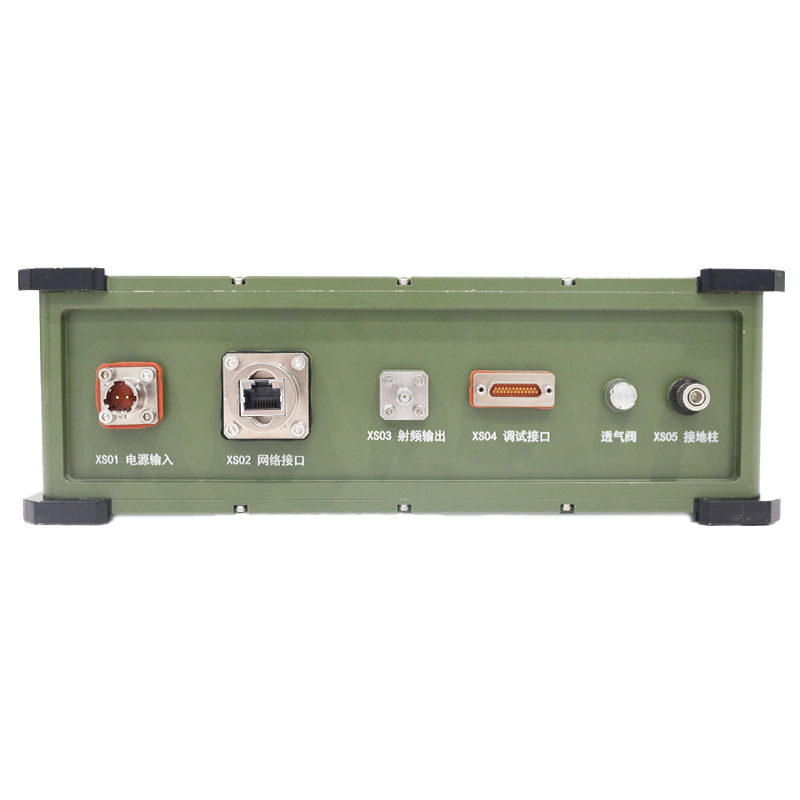 XS01 电源输入
XS02 网络接口
XS03 射频输出
XS04 调试接口
透气阀
XS05 接地柱